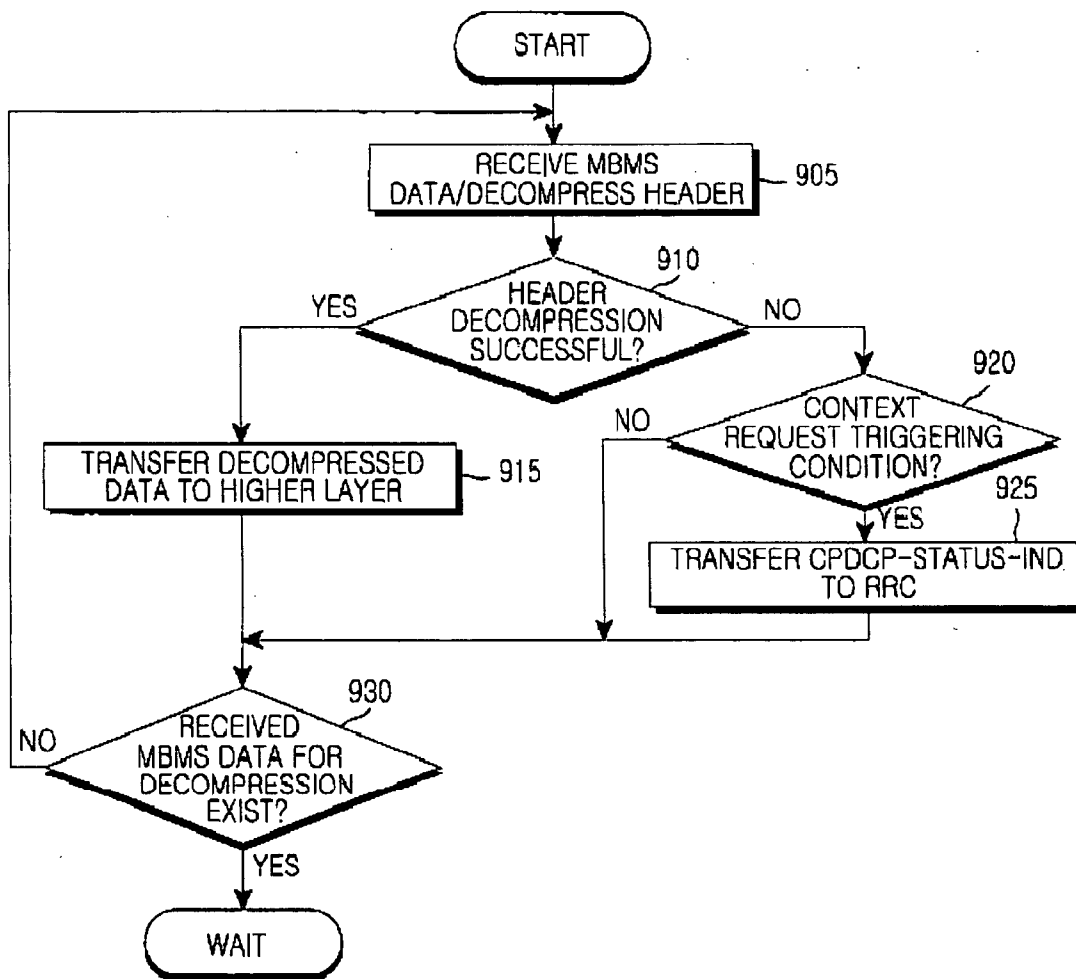 START
RECEIVE MBMS
DATA/DECOMPRESS HEADER
905
910
HEADER
DECOMPRESSION
SUCCESSFUL?
YES
NO
920
CONTEXT
REQUEST TRIGGERING
CONDITION?
NO
YES
TRANSFER DECOMPRESSED
DATA TO HIGHER LAYER
915
925
TRANSFER CPDCP-STATUS-IND
TO RRC
930
RECEIVED
MBMS DATA FOR
DECOMPRESSION
EXIST?
NO
YES
WAIT